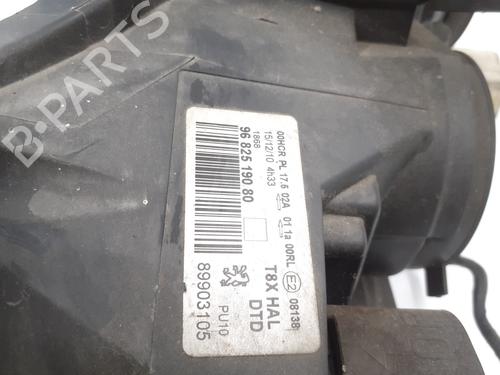 00HCR PL 17.6 02A 01.1a 00RL E2 08138
15/12/10 4h33
1868
96 825 190 80
T8X HAL
DTD
PU10
89903105
B-PARTS